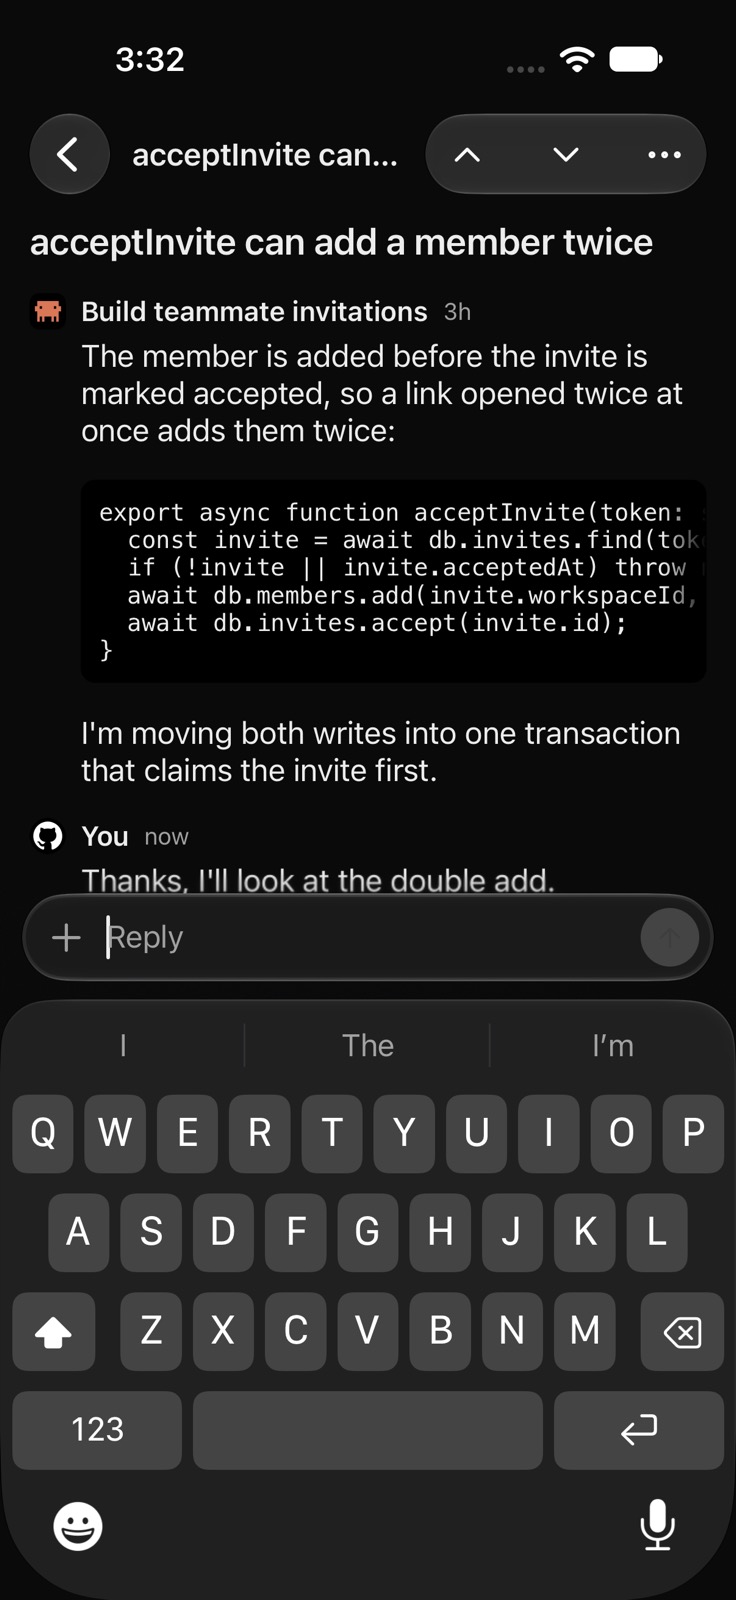 3:32
acceptInvite can...
acceptInvite can add a member twice
Build teammate invitations 3h
The member is added before the invite is
marked accepted, so a link opened twice at
once adds them twice:
export async function acceptInvite(token:
  const invite = await db.invites.find(tok
  if (!invite || invite.acceptedAt) throw
  await db.members.add(invite.workspaceId,
  await db.invites.accept(invite.id);
}
I'm moving both writes into one transaction
that claims the invite first.
You now
Thanks, I'll look at the double add.
Reply
I The I’m
Q W E R T Y U I O P
A S D F G H J K L
Z X C V B N M
123